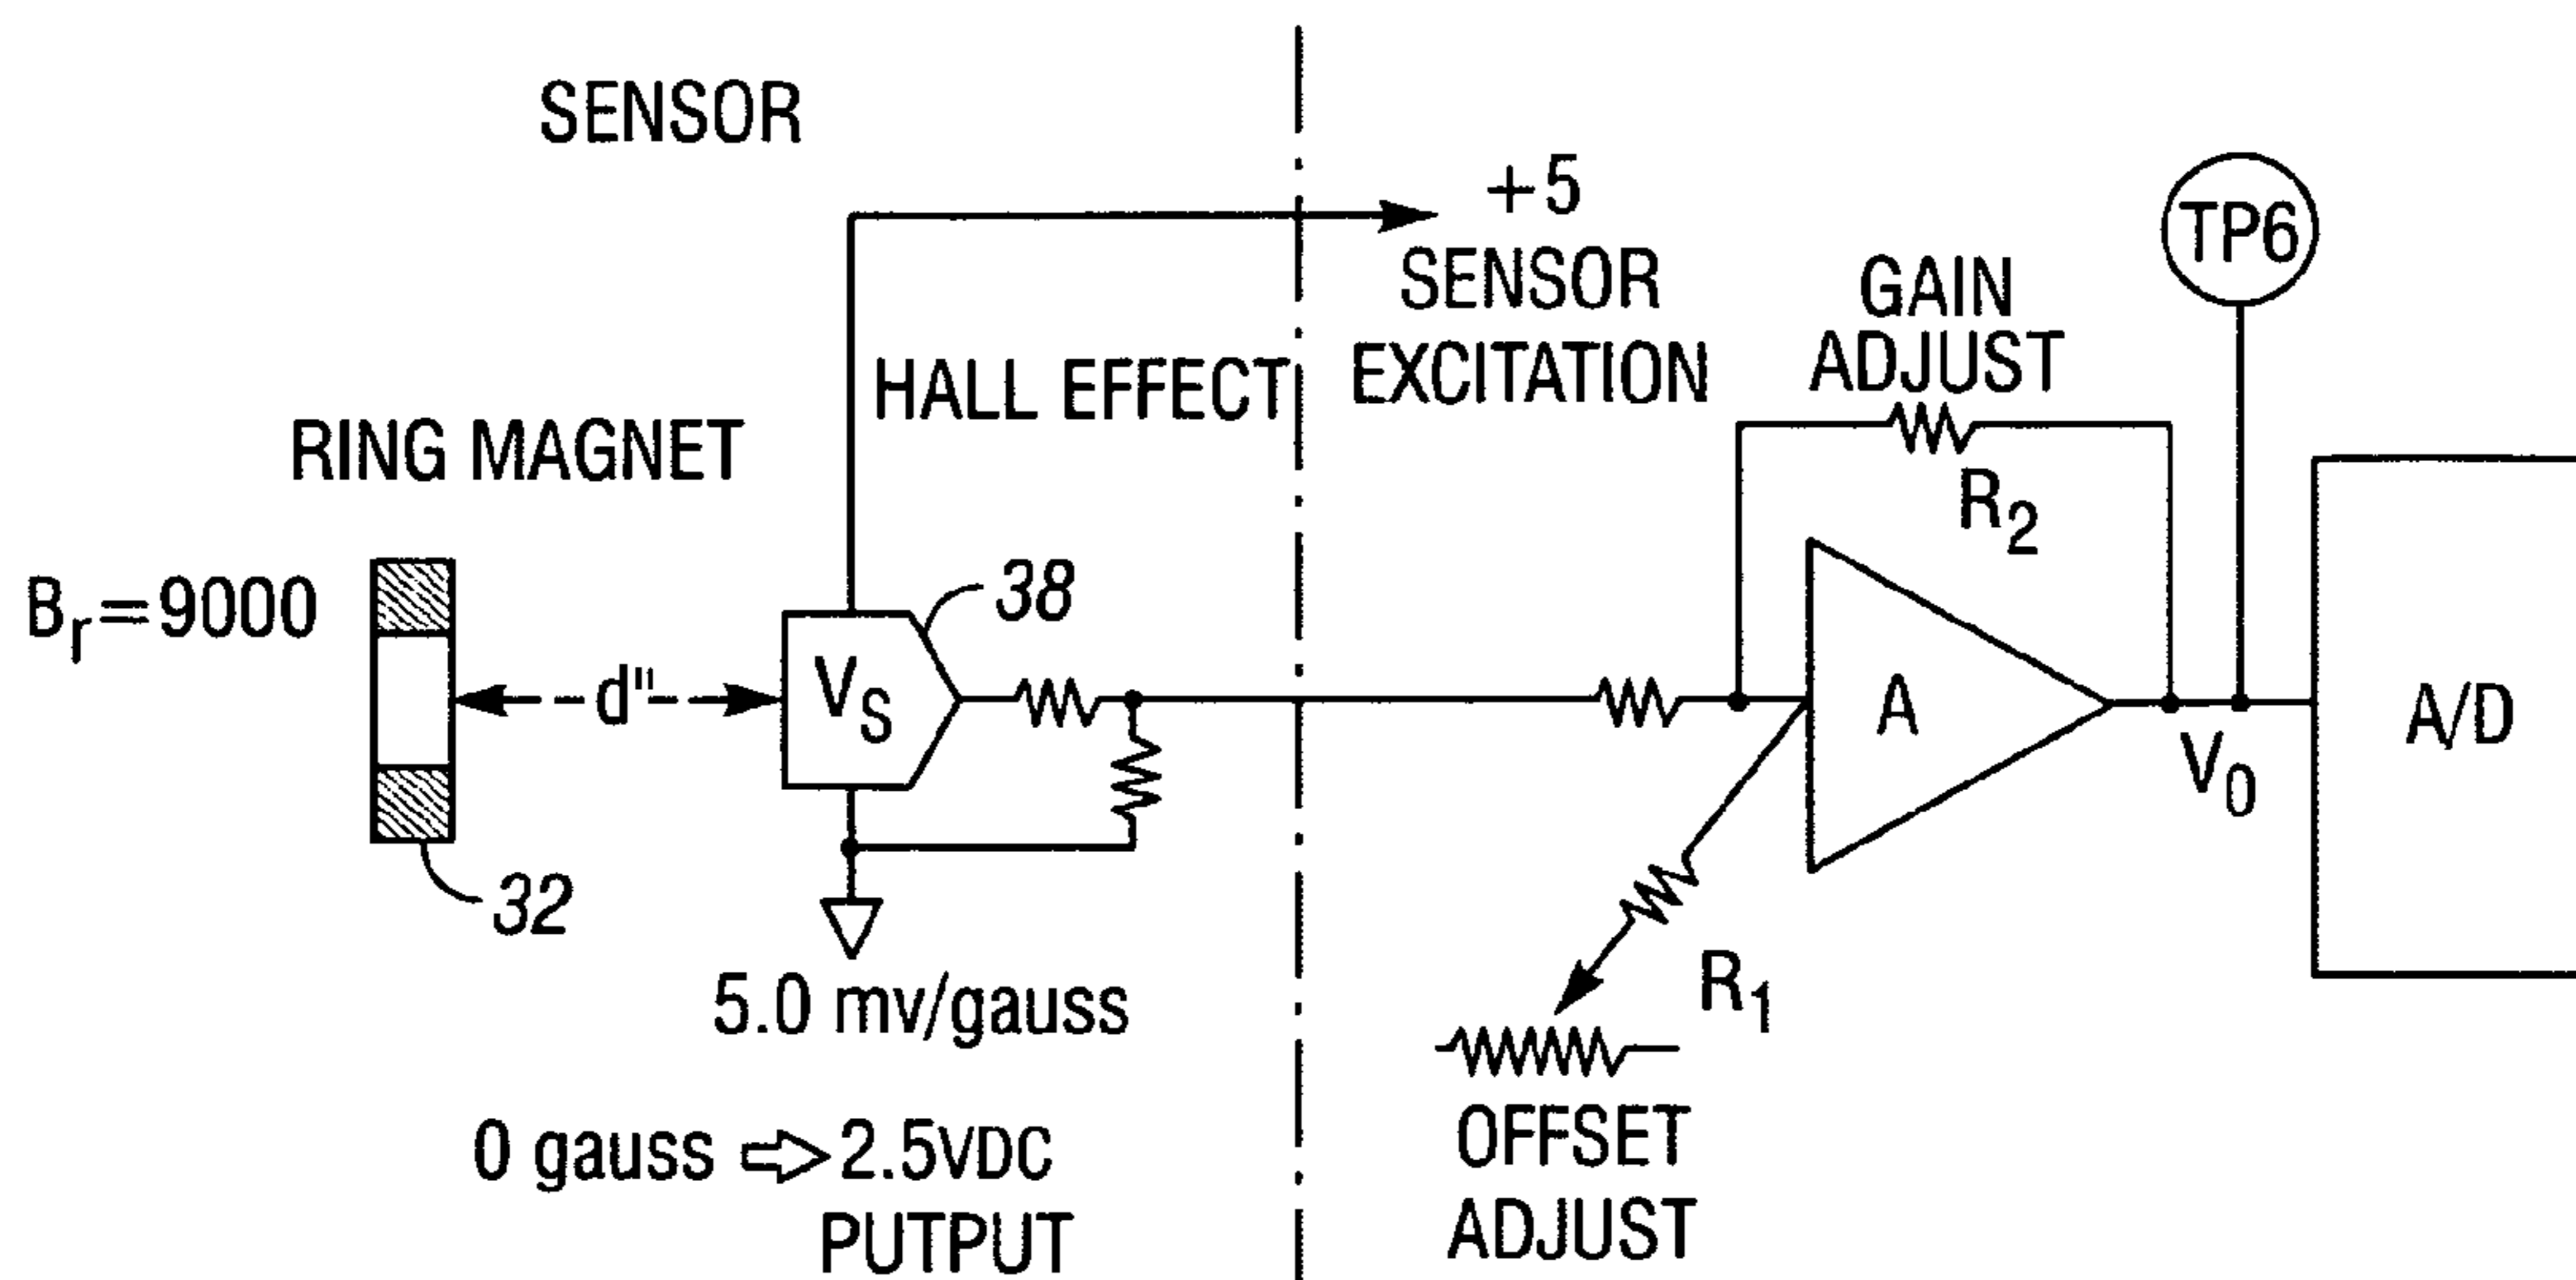 SENSOR
+5
SENSOR
EXCITATION
TP6
GAIN
ADJUST
R2
HALL EFFECT
RING MAGNET
Br=9000
38
d"
VS
A
V0
A/D
32
R1
5.0 mv/gauss
0 gauss ⇨ 2.5VDC
PUTPUT
OFFSET
ADJUST